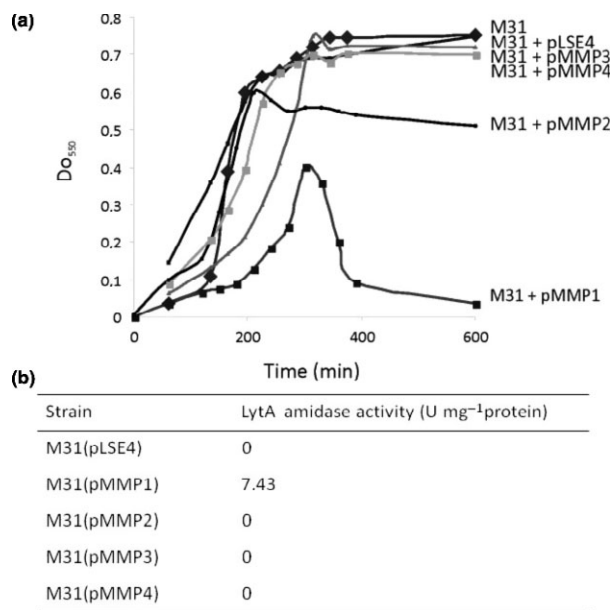 (a)
0,8
0.7
0.6
0.5
0.4
0.3
0,2
0.1
0
Do550
0
200
400
600
Time (min)
M31
M31 + pLSE4
M31 + pMMP3
M31 + pMMP4
M31 + pMMP2
M31 + pMMP1
(b)
Strain LytA amidase activity (U mg–1protein)
M31(pLSE4) 0
M31(pMMP1) 7.43
M31(pMMP2) 0
M31(pMMP3) 0
M31(pMMP4) 0